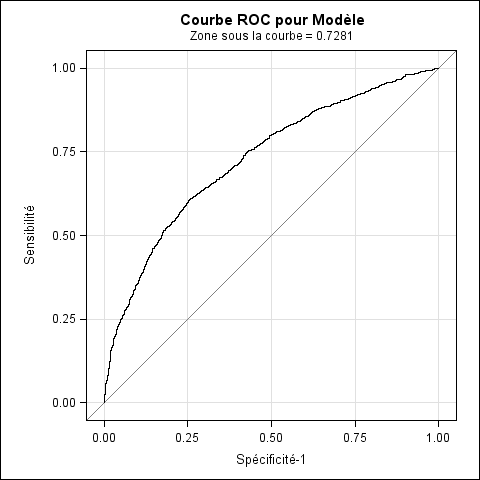 Courbe ROC pour Modèle
Zone sous la courbe = 0.7281
1.00
0.75
Sensibilité
0.50
0.25
0.00
0.00 0.25 0.50 0.75 1.00
Spécificité-1